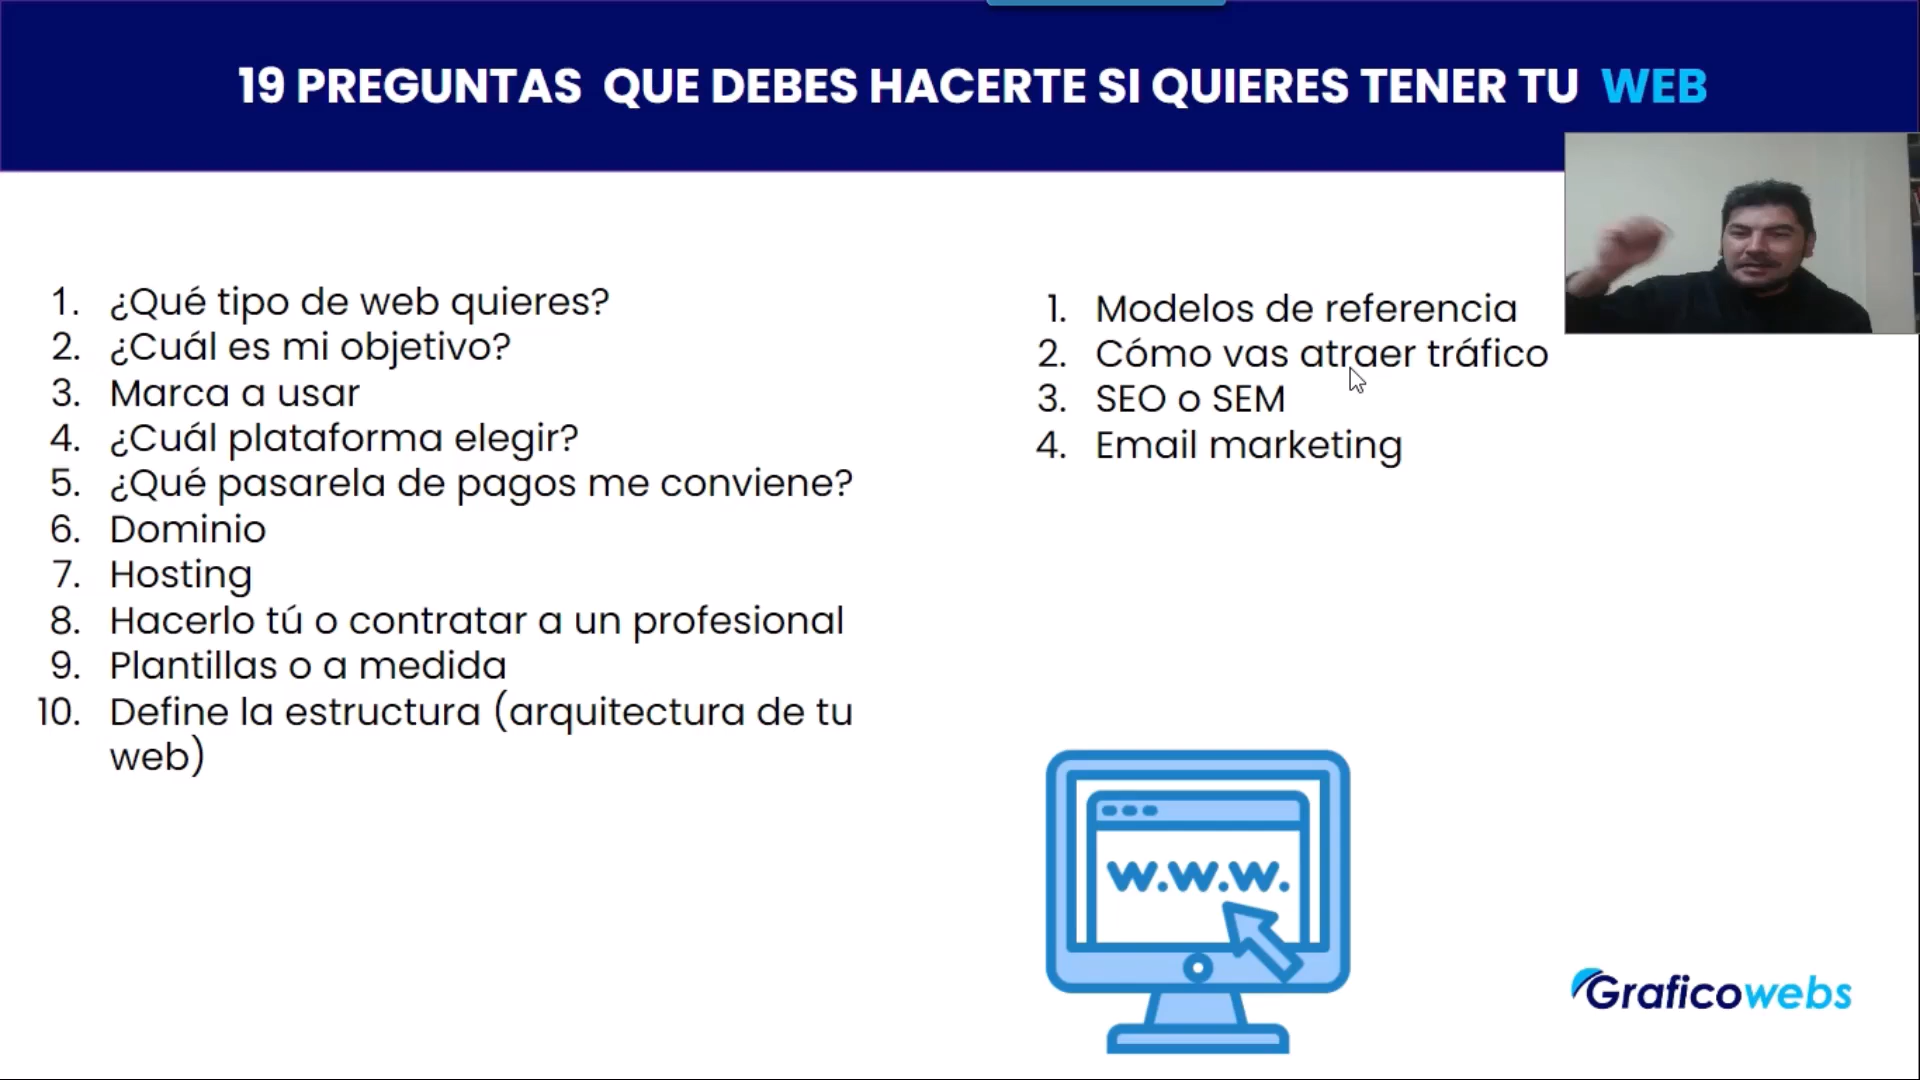 19 PREGUNTAS QUE DEBES HACERTE SI QUIERES TENER TU WEB
1. ¿Qué tipo de web quieres?
2. ¿Cuál es mi objetivo?
3. Marca a usar
4. ¿Cuál plataforma elegir?
5. ¿Qué pasarela de pagos me conviene?
6. Dominio
7. Hosting
8. Hacerlo tú o contratar a un profesional
9. Plantillas o a medida
10. Define la estructura (arquitectura de tu
web)
1. Modelos de referencia
2. Cómo vas atraer tráfico
3. SEO o SEM
4. Email marketing
w.w.w.
Graficowebs